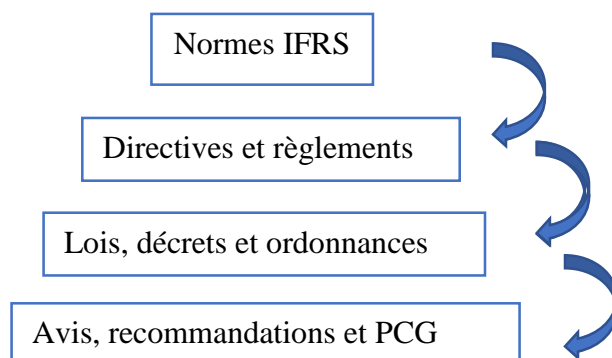 Normes IFRS
Directives et règlements
Lois, décrets et ordonnances
Avis, recommandations et PCG